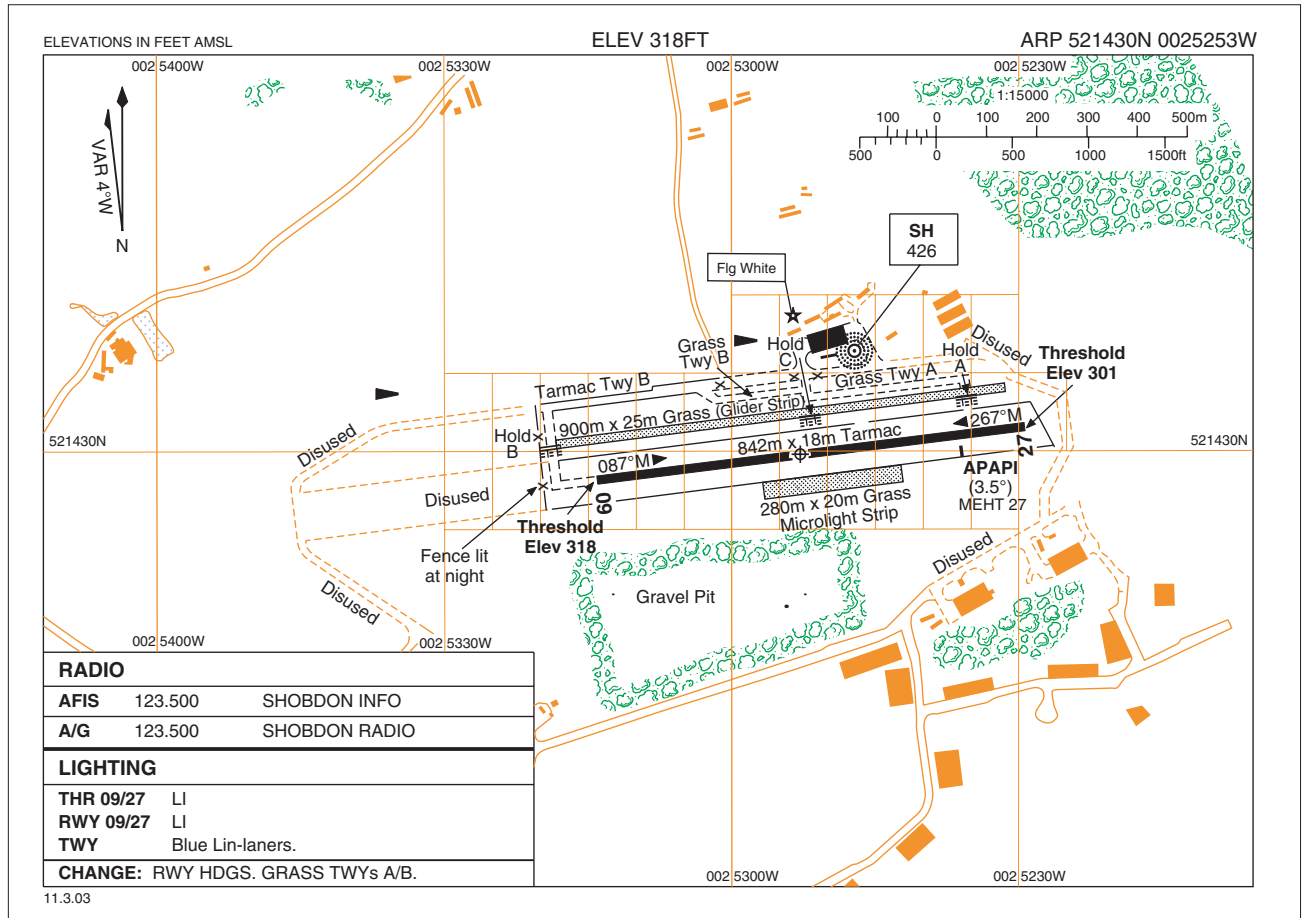 ELEVATIONS IN FEET AMSL
ELEV 318FT
ARP 521430N 0025253W
002 5400W
002 5330W
002 5300W
002 5230W
1:15000
100 0 100 200 300 400 500m
500 0 500 1000 1500ft
VAR 4°W
N
SH
426
Flg White
Grass
Twy B
Hold
C
Hold
A
Disused
Threshold
Elev 301
Tarmac Twy B
Grass Twy A
900m x 25m Grass (Glider Strip)
267°M
521430N
521430N
Hold
B
Disused
087°M
842m x 18m Tarmac
27
APAPI
(3.5°)
MEHT 27
Disused
09
280m x 20m Grass
Microlight Strip
Threshold
Elev 318
Fence lit
at night
Disused
Disused
Gravel Pit
002 5400W
002 5330W
RADIO
AFIS 123.500 SHOBDON INFO
A/G 123.500 SHOBDON RADIO
LIGHTING
THR 09/27 LI
RWY 09/27 LI
TWY Blue Lin-laners.
CHANGE: RWY HDGS. GRASS TWYs A/B.
002 5300W
002 5230W
11.3.03